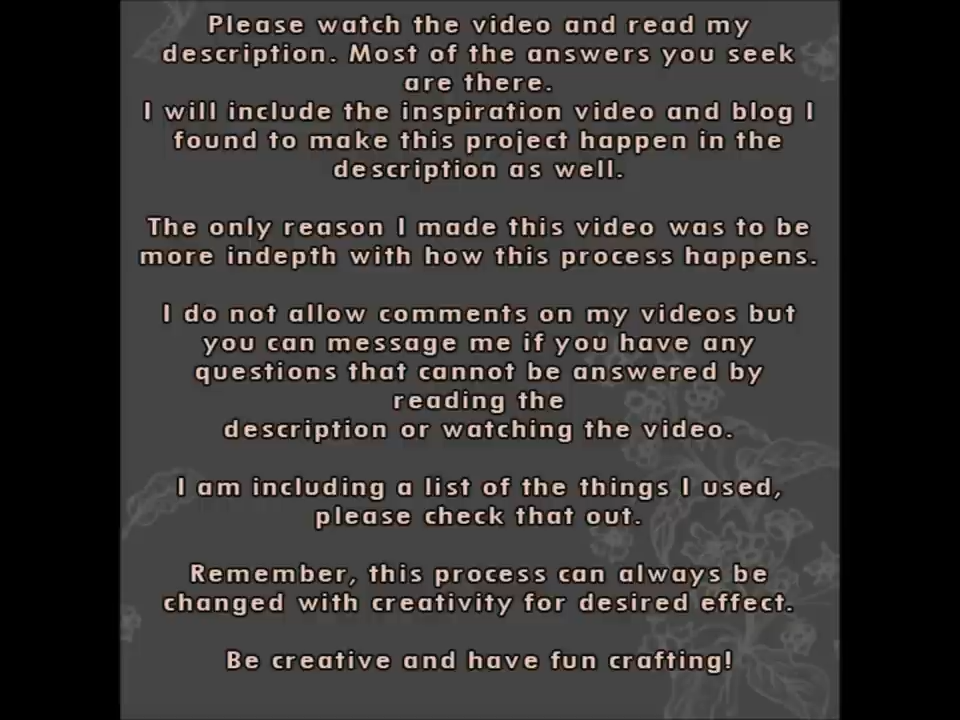 Please watch the video and read my
description. Most of the answers you seek
are there.
I will include the inspiration video and blog I
found to make this project happen in the
description as well.
The only reason I made this video was to be
more indepth with how this process happens.
I do not allow comments on my videos but
you can message me if you have any
questions that cannot be answered by
reading the
description or watching the video.
I am including a list of the things I used,
please check that out.
Remember, this process can always be
changed with creativity for desired effect.
Be creative and have fun crafting!